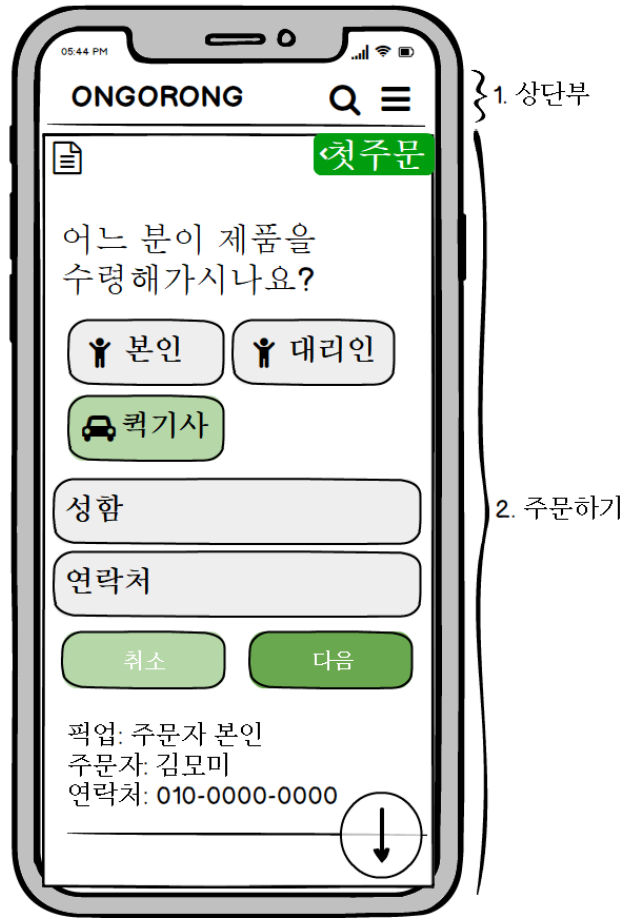 05:44 PM
ONGORONG
1. 상단부
<첫주문
어느 분이 제품을
수령해가시나요?
본인
대리인
퀵기사
성함
2. 주문하기
연락처
취소
다음
픽업: 주문자 본인
주문자: 김모미
연락처: 010-0000-0000